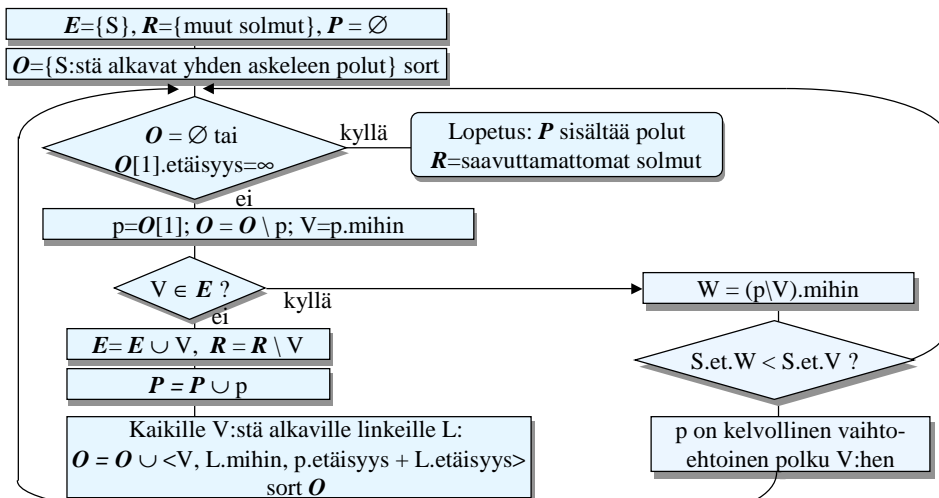 E={S}, R={muut solmut}, P = ∅
O={S:stä alkavat yhden askeleen polut} sort
O = ∅ tai
O[1].etäisyys=∞
kyllä
Lopetus: P sisältää polut
R=saavuttamattomat solmut
ei
p=O[1]; O = O \ p; V=p.mihin
V ∈ E ?
kyllä
W = (p\V).mihin
ei
E= E ∪ V, R = R \ V
S.et.W < S.et.V ?
P = P ∪ p
Kaikille V:stä alkaville linkeille L:
O = O ∪ <V, L.mihin, p.etäisyys + L.etäisyys>
sort O
p on kelvollinen vaihto-
ehtoinen polku V:hen